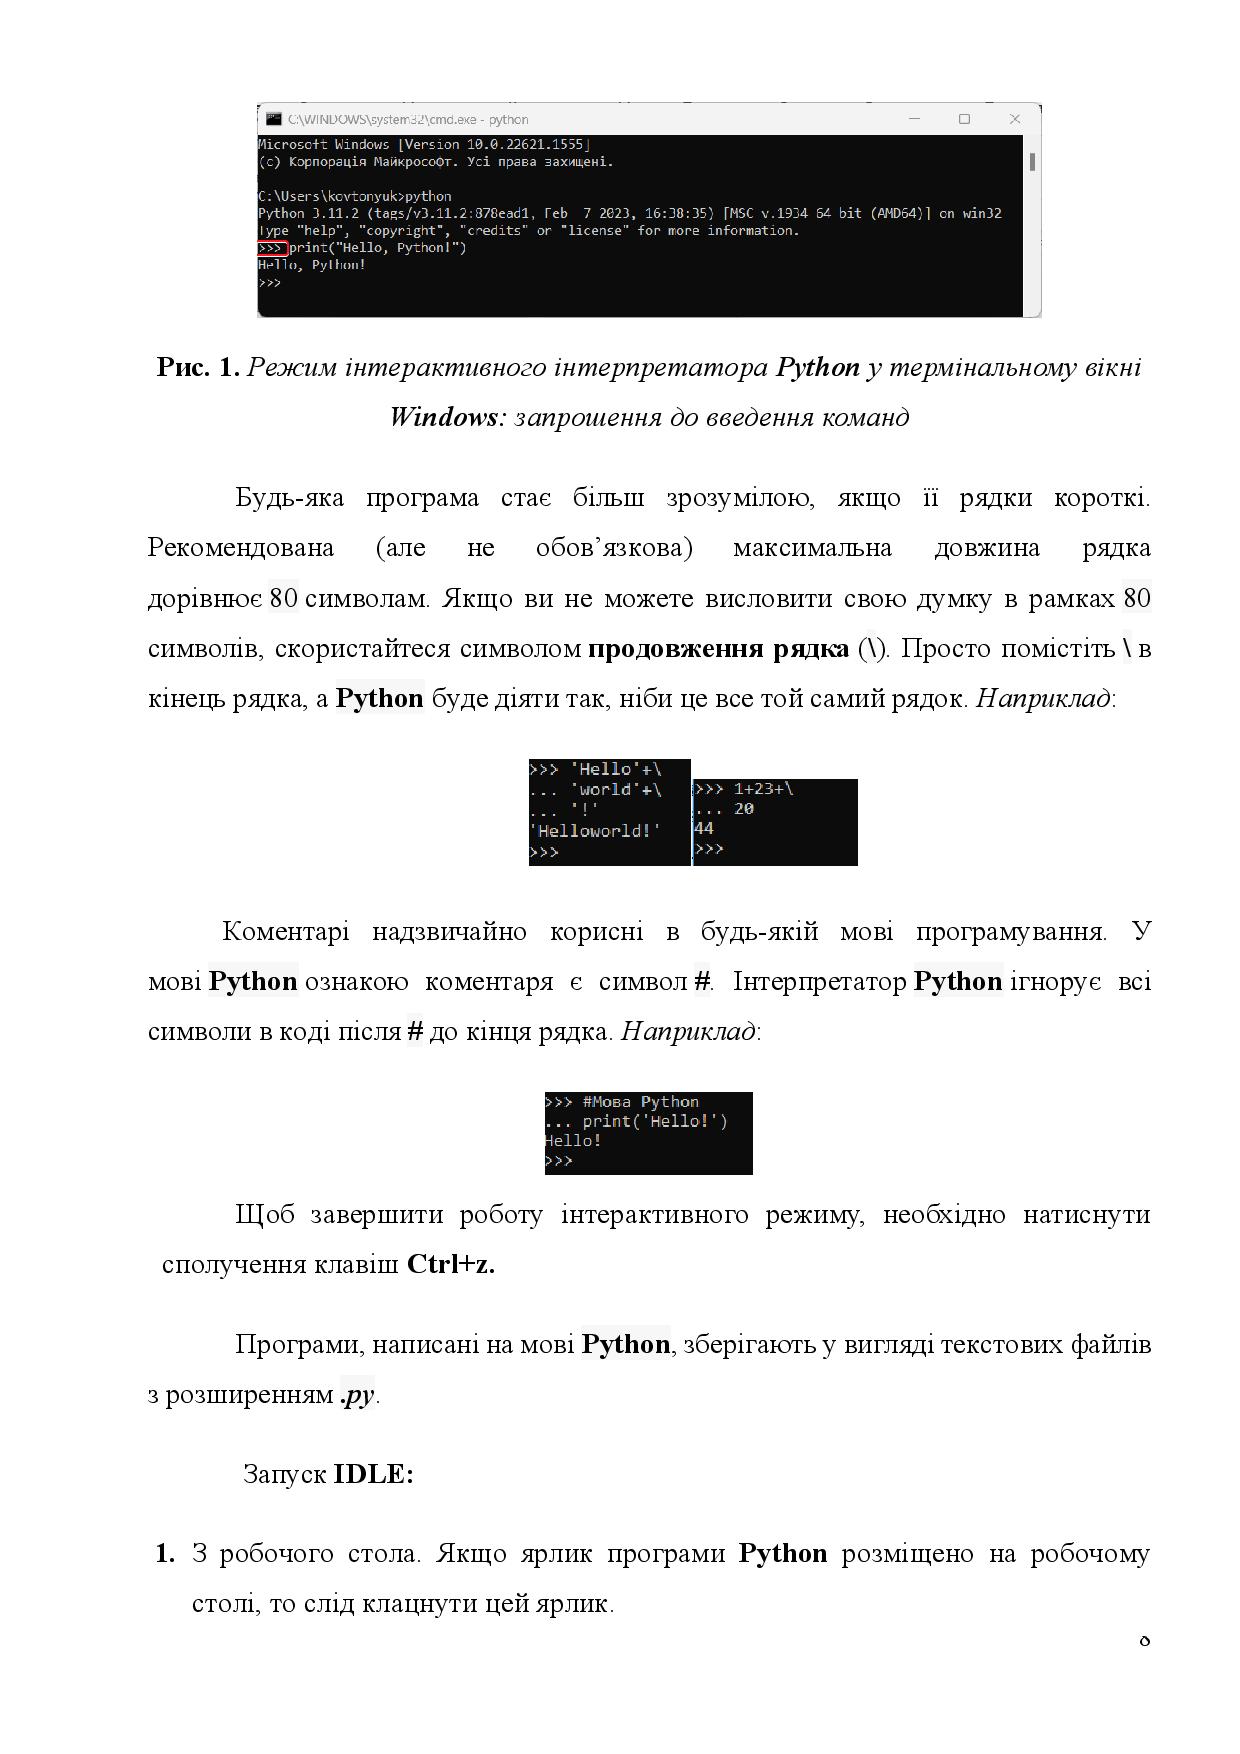 C:\WINDOWS\system32\cmd.exe - python
Microsoft Windows [Version 10.0.22621.1555]
(c) Корпорація Майкрософт. Усі права захищені.
C:\Users\kovtonyuk>python
Python 3.11.2 (tags/v3.11.2:878ead1, Feb  7 2023, 16:38:35) [MSC v.1934 64 bit (AMD64)] on win32
Type "help", "copyright", "credits" or "license" for more information.
>>> print("Hello, Python!")
Hello, Python!
>>>
Рис. 1. Режим інтерактивного інтерпретатора Python у термінальному вікні
Windows: запрошення до введення команд
Будь-яка програма стає більш зрозумілою, якщо її рядки короткі.
Рекомендована (але не обов’язкова) максимальна довжина рядка
дорівнює 80 символам. Якщо ви не можете висловити свою думку в рамках 80
символів, скористайтеся символом продовження рядка (\). Просто помістіть \ в
кінець рядка, а Python буде діяти так, ніби це все той самий рядок. Наприклад:
>>> 'Hello'+\
... 'world'+\
... '!'
'Helloworld!'
>>>
>>> 1+23+\
... 20
44
>>>
Коментарі надзвичайно корисні в будь-якій мові програмування. У
мові Python ознакою коментаря є символ #. Інтерпретатор Python ігнорує всі
символи в коді після # до кінця рядка. Наприклад:
>>> #Мова Python
... print('Hello!')
Hello!
>>>
Щоб завершити роботу інтерактивного режиму, необхідно натиснути
сполучення клавіш Ctrl+z.
Програми, написані на мові Python, зберігають у вигляді текстових файлів
з розширенням .py.
Запуск IDLE:
1. З робочого стола. Якщо ярлик програми Python розміщено на робочому
столі, то слід клацнути цей ярлик.